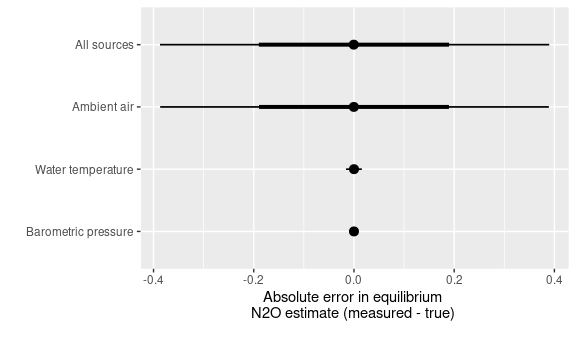 All sources
Ambient air
Water temperature
Barometric pressure
-0.4 -0.2 0.0 0.2 0.4
Absolute error in equilibrium
N2O estimate (measured - true)